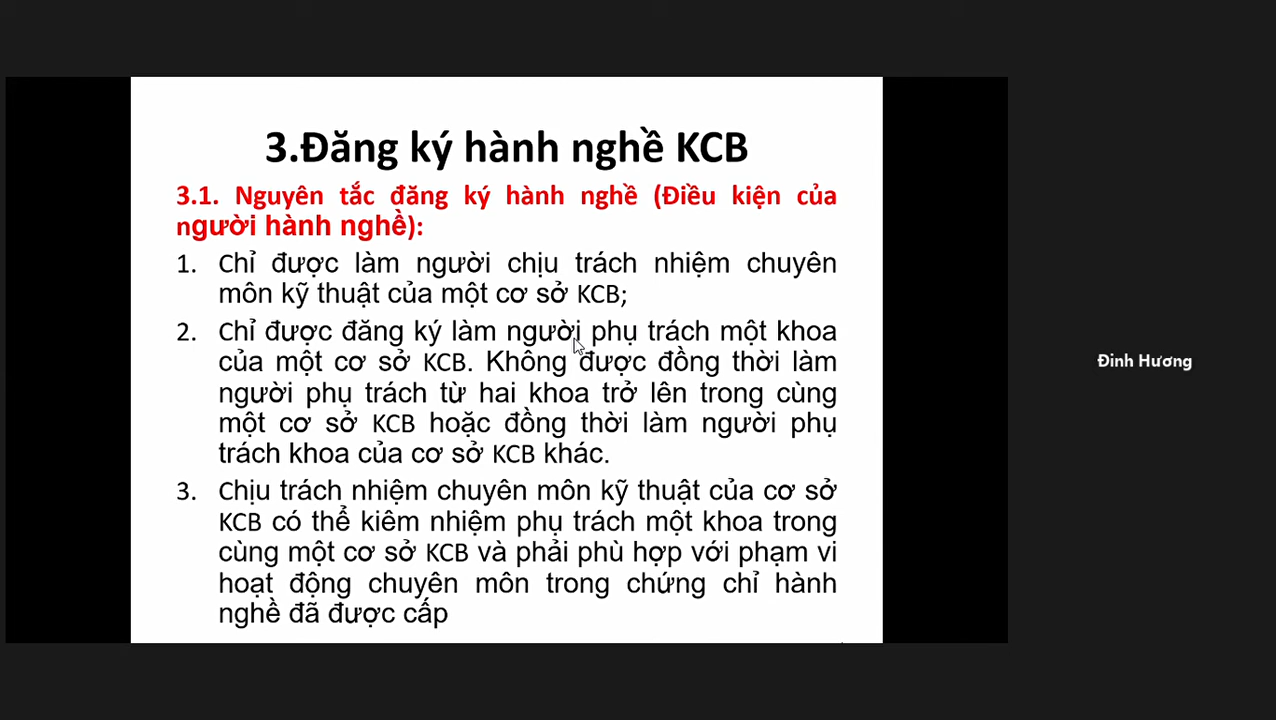 3.Đăng ký hành nghề KCB
3.1. Nguyên tắc đăng ký hành nghề (Điều kiện của
người hành nghề):
1. Chỉ được làm người chịu trách nhiệm chuyên
môn kỹ thuật của một cơ sở KCB;
2. Chỉ được đăng ký làm người phụ trách một khoa
của một cơ sở KCB. Không được đồng thời làm
người phụ trách từ hai khoa trở lên trong cùng
một cơ sở KCB hoặc đồng thời làm người phụ
trách khoa của cơ sở KCB khác.
3. Chịu trách nhiệm chuyên môn kỹ thuật của cơ sở
KCB có thể kiêm nhiệm phụ trách một khoa trong
cùng một cơ sở KCB và phải phù hợp với phạm vi
hoạt động chuyên môn trong chứng chỉ hành
nghề đã được cấp
Đinh Hương